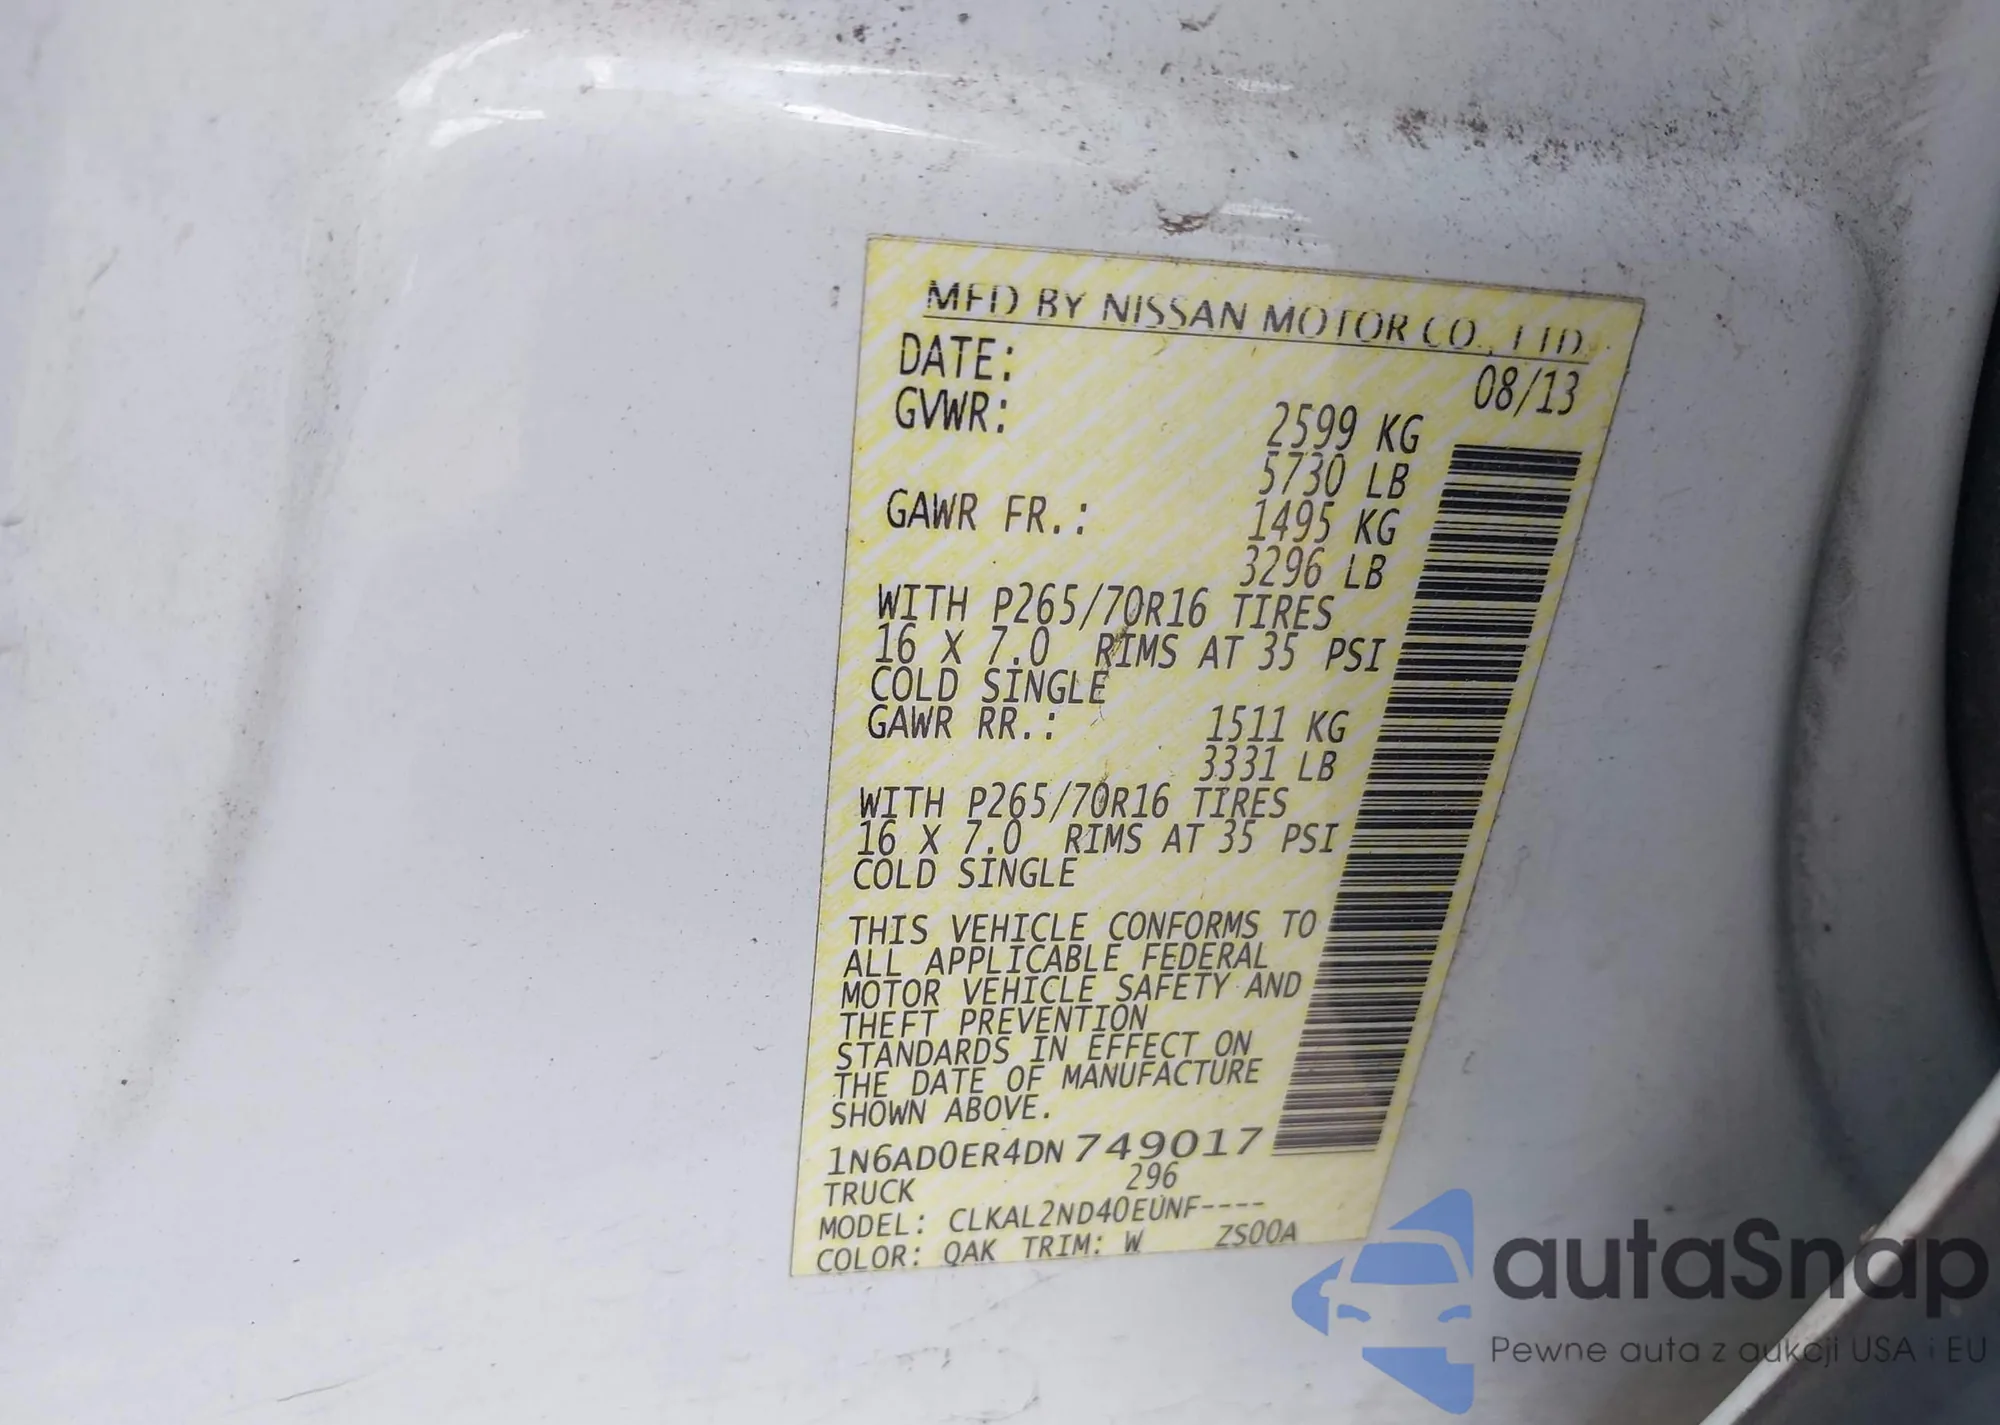 MFD BY NISSAN MOTOR CO., LTD.
DATE: 08/13
GVWR: 2599 KG
5730 LB
GAWR FR.: 1495 KG
3296 LB
WITH P265/70R16 TIRES
16 X 7.0 RIMS AT 35 PSI
COLD SINGLE
GAWR RR.: 1511 KG
3331 LB
WITH P265/70R16 TIRES
16 X 7.0 RIMS AT 35 PSI
COLD SINGLE
THIS VEHICLE CONFORMS TO
ALL APPLICABLE FEDERAL
MOTOR VEHICLE SAFETY AND
THEFT PREVENTION
STANDARDS IN EFFECT ON
THE DATE OF MANUFACTURE
SHOWN ABOVE.
1N6AD0ER4DN 749017
TRUCK 296
MODEL: CLKAL2ND40EUNF----
COLOR: QAK TRIM: W ZS00A
autaSnap
Pewne auta z aukcji USA i EU